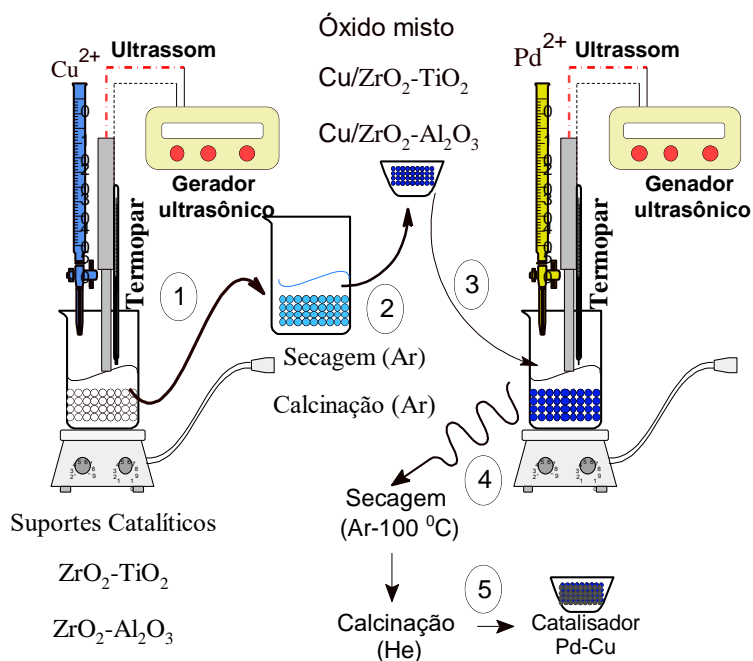 Óxido misto
Cu/ZrO₂-TiO₂
Cu/ZrO₂-Al₂O₃
Cu²⁺
Ultrassom
Gerador
ultrasônico
Termopar
1
2
Secagem (Ar)
Calcinação (Ar)
3
Pd²⁺
Ultrassom
Genador
ultrasônico
Termopar
Suportes Catalíticos
ZrO₂-TiO₂
ZrO₂-Al₂O₃
4
Secagem
(Ar-100 ⁰C)
5
Calcinação
(He)
Catalisador
Pd-Cu